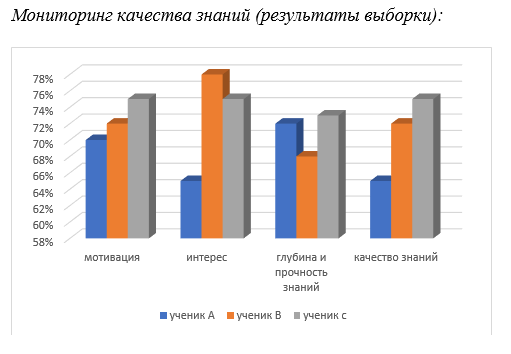 Мониторинг качества знаний (результаты выборки):
78%
76%
74%
72%
70%
68%
66%
64%
62%
60%
58%
мотивация
интерес
глубина и
прочность
знаний
качество знаний
ученик А
ученик В
ученик с